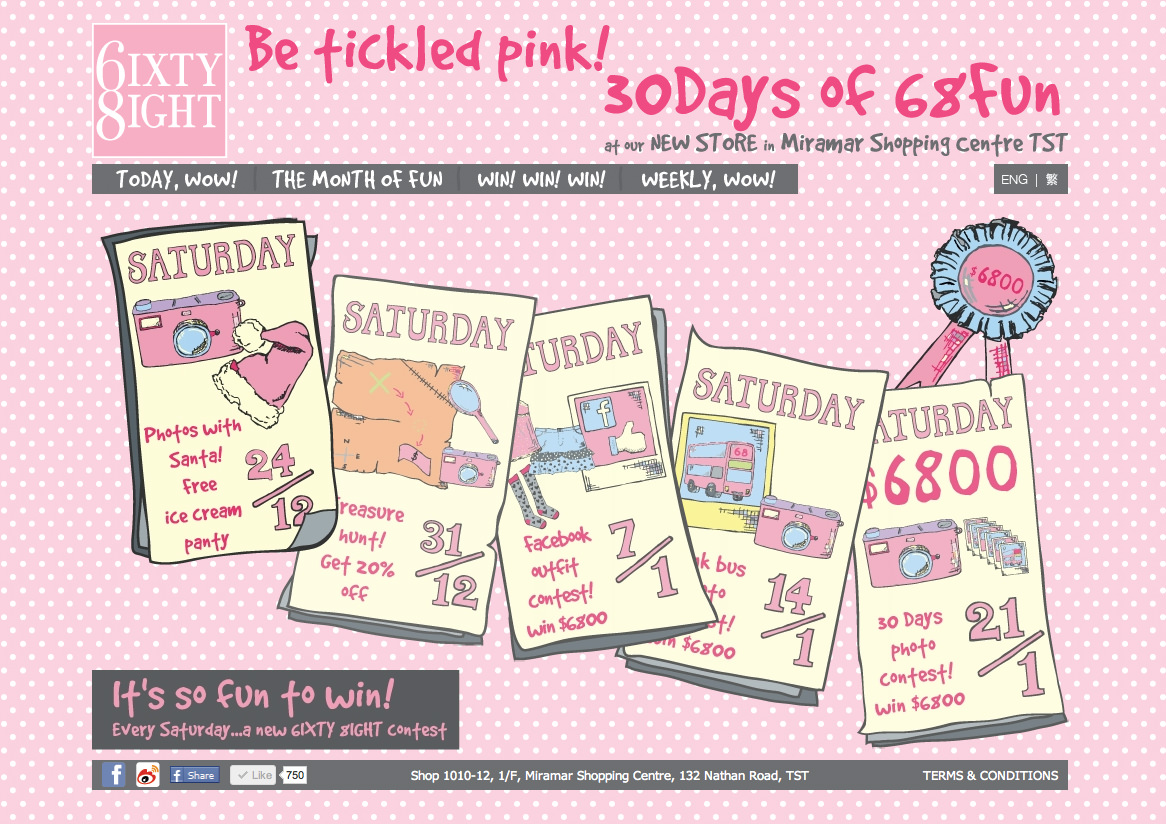 6IXTY
8IGHT
Be tickled pink!
30Days of 68Fun
at our NEW STORE in Miramar Shopping Centre TST
TODAY, WOW!
THE MONTH OF FUN
WIN! WIN! WIN!
WEEKLY, WOW!
ENG | 繁
SATURDAY
Photos with
Santa!
free
ice cream
panty
24/12
SATURDAY
N
S
$
Treasure
hunt!
Get 20%
off
31/12
TURDAY
f
facebook
outfit
contest!
win $6800
7/1
SATURDAY
68
k bus
to
t!
in $6800
14/1
$6800
ATURDAY
$6800
30 Days
photo
contest!
win $6800
21/1
It's so fun to win!
Every Saturday...a new 6IXTY 8IGHT contest
f
f Share
Like
750
Shop 1010-12, 1/F, Miramar Shopping Centre, 132 Nathan Road, TST
TERMS & CONDITIONS